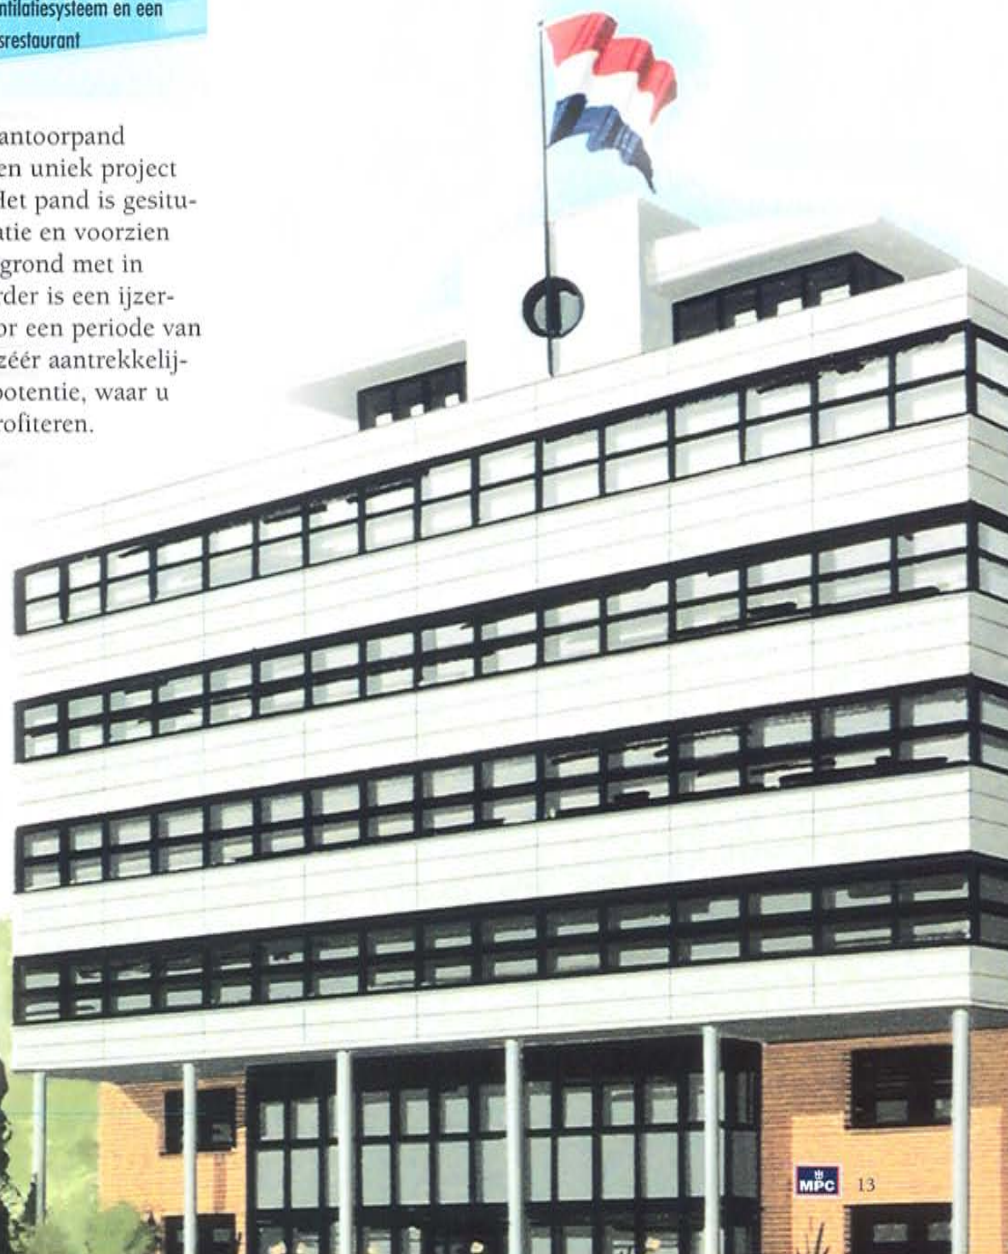 ntilatiesysteem en een
srestaurant
antoorpand
en uniek project
Het pand is gesitu-
atie en voorzien
grond met in
rder is een ijzer-
or een periode van
zéér aantrekkelij-
potentie, waar u
rofiteren.
MPC 13